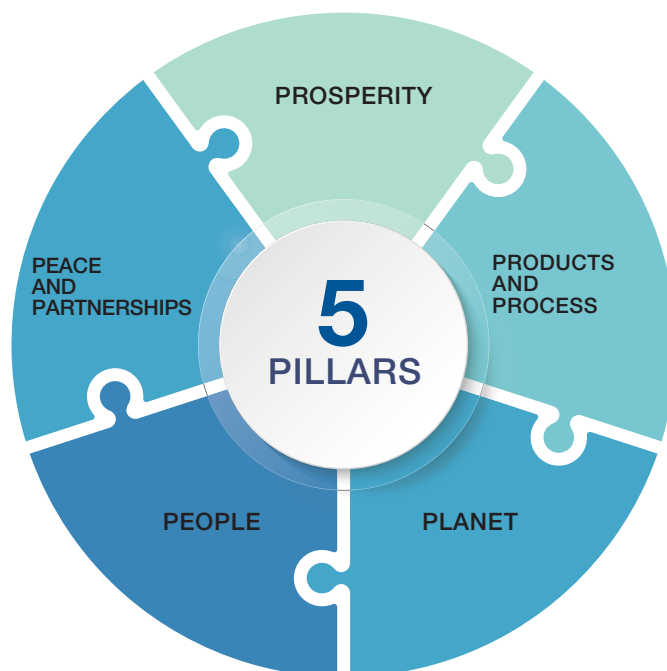 PROSPERITY
PEACE
AND
PARTNERSHIPS
PRODUCTS
AND
PROCESS
5
PILLARS
PEOPLE
PLANET